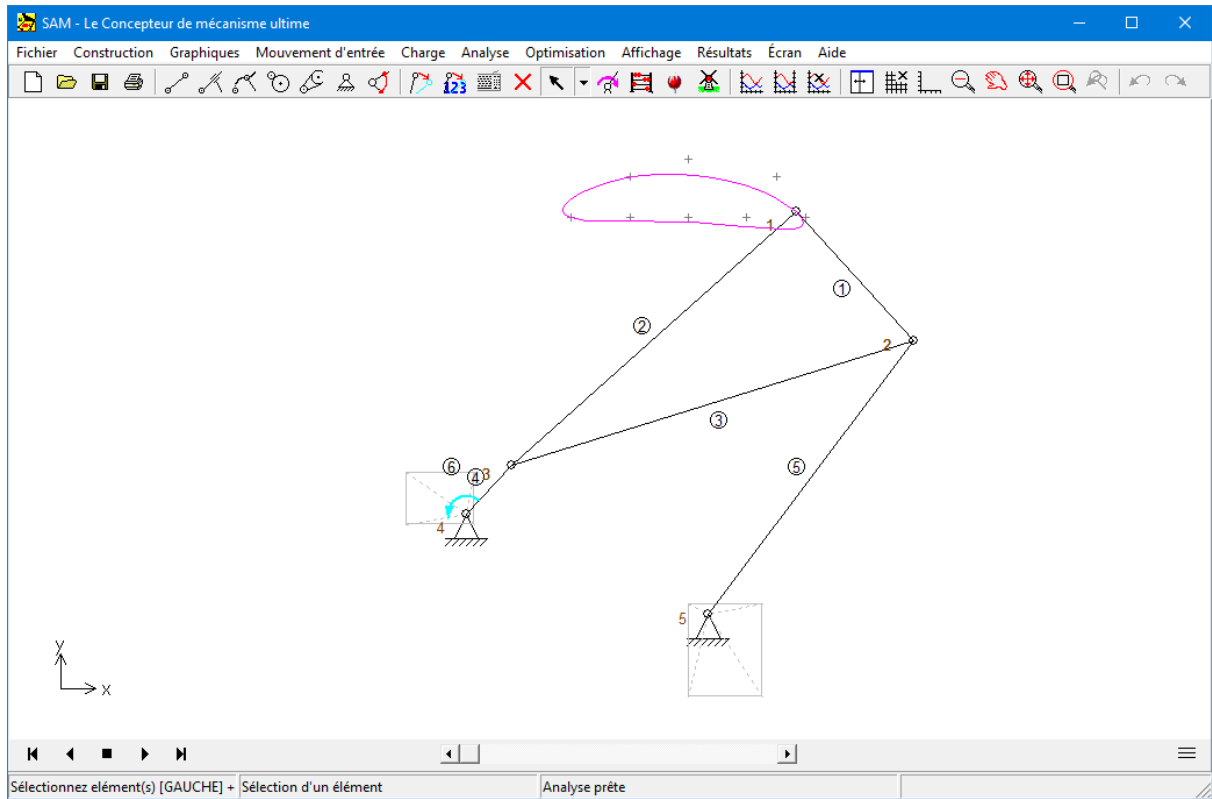 SAM - Le Concepteur de mécanisme ultime
Fichier Construction Graphiques Mouvement d'entrée Charge Analyse Optimisation Affichage Résultats Écran Aide
123
1
1
2
2
3
6
4
3
5
4
5
y
x
Sélectionnez elément(s) [GAUCHE] + Sélection d'un élément Analyse prête